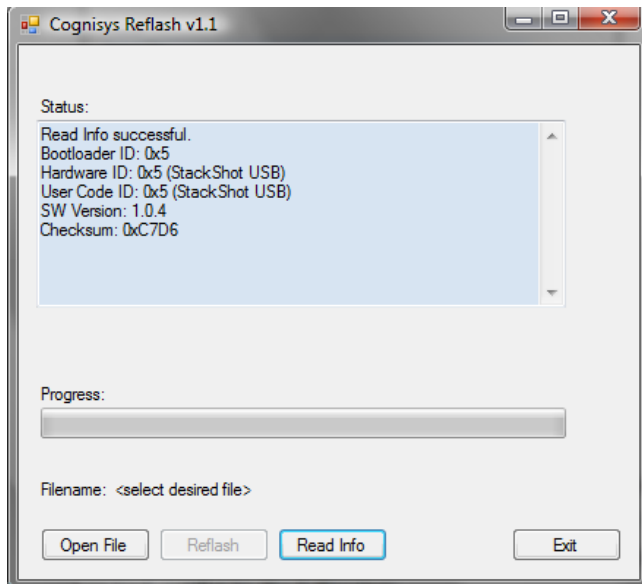 Cognisys Reflash v1.1
Status:
Read Info successful.
Bootloader ID: 0x5
Hardware ID: 0x5 (StackShot USB)
User Code ID: 0x5 (StackShot USB)
SW Version: 1.0.4
Checksum: 0xC7D6
Progress:
Filename: <select desired file>
Open File Reflash Read Info Exit